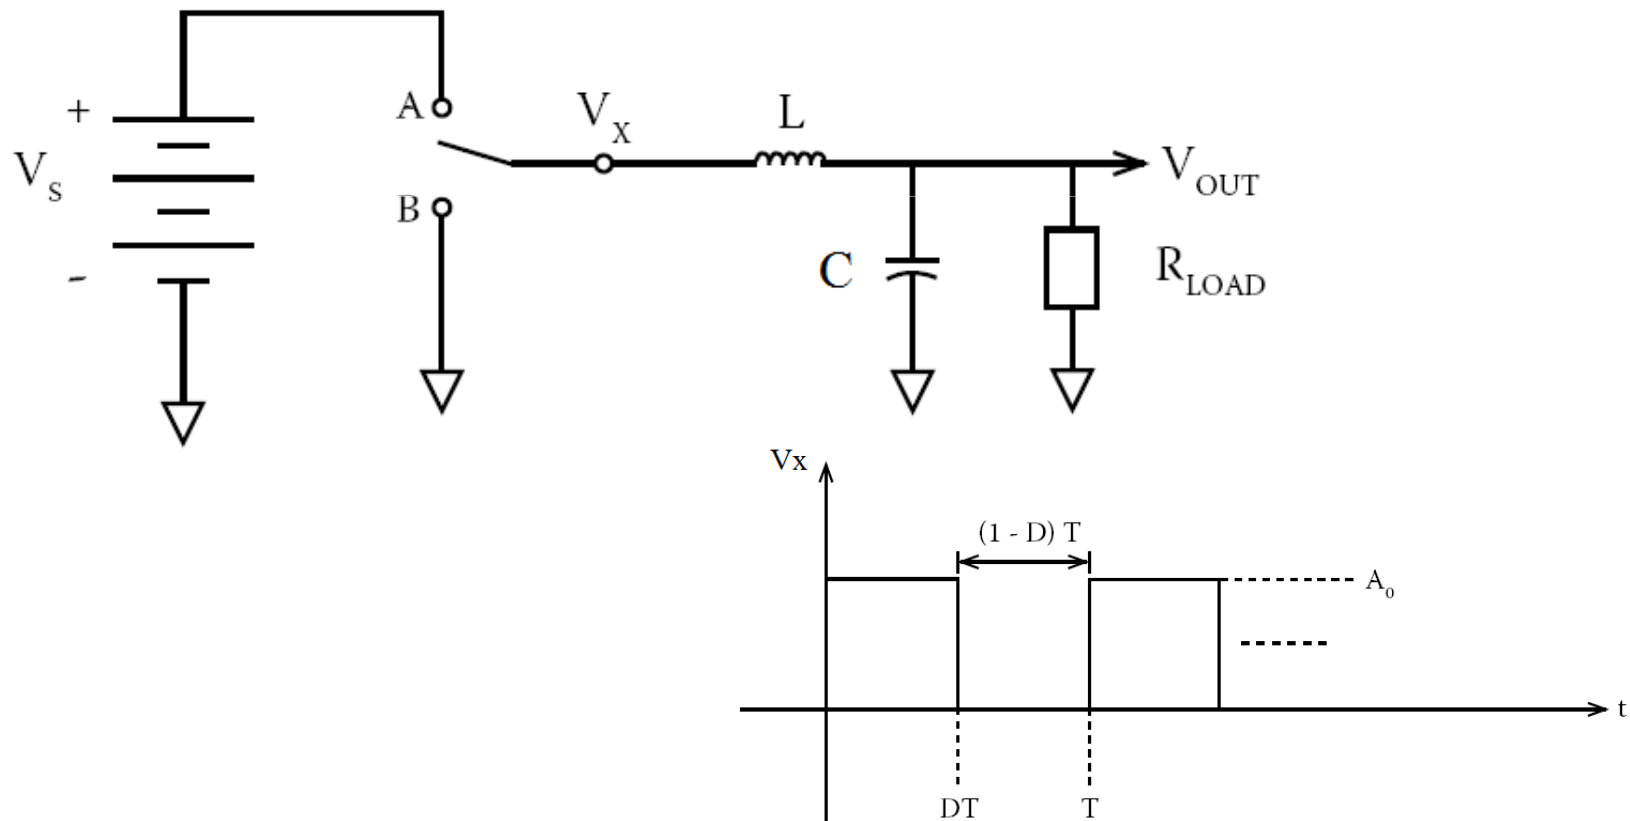 +
V_S
-
A
B
V_X
L
V_OUT
C
R_LOAD
Vx
(1 - D) T
A_0
t
DT
T